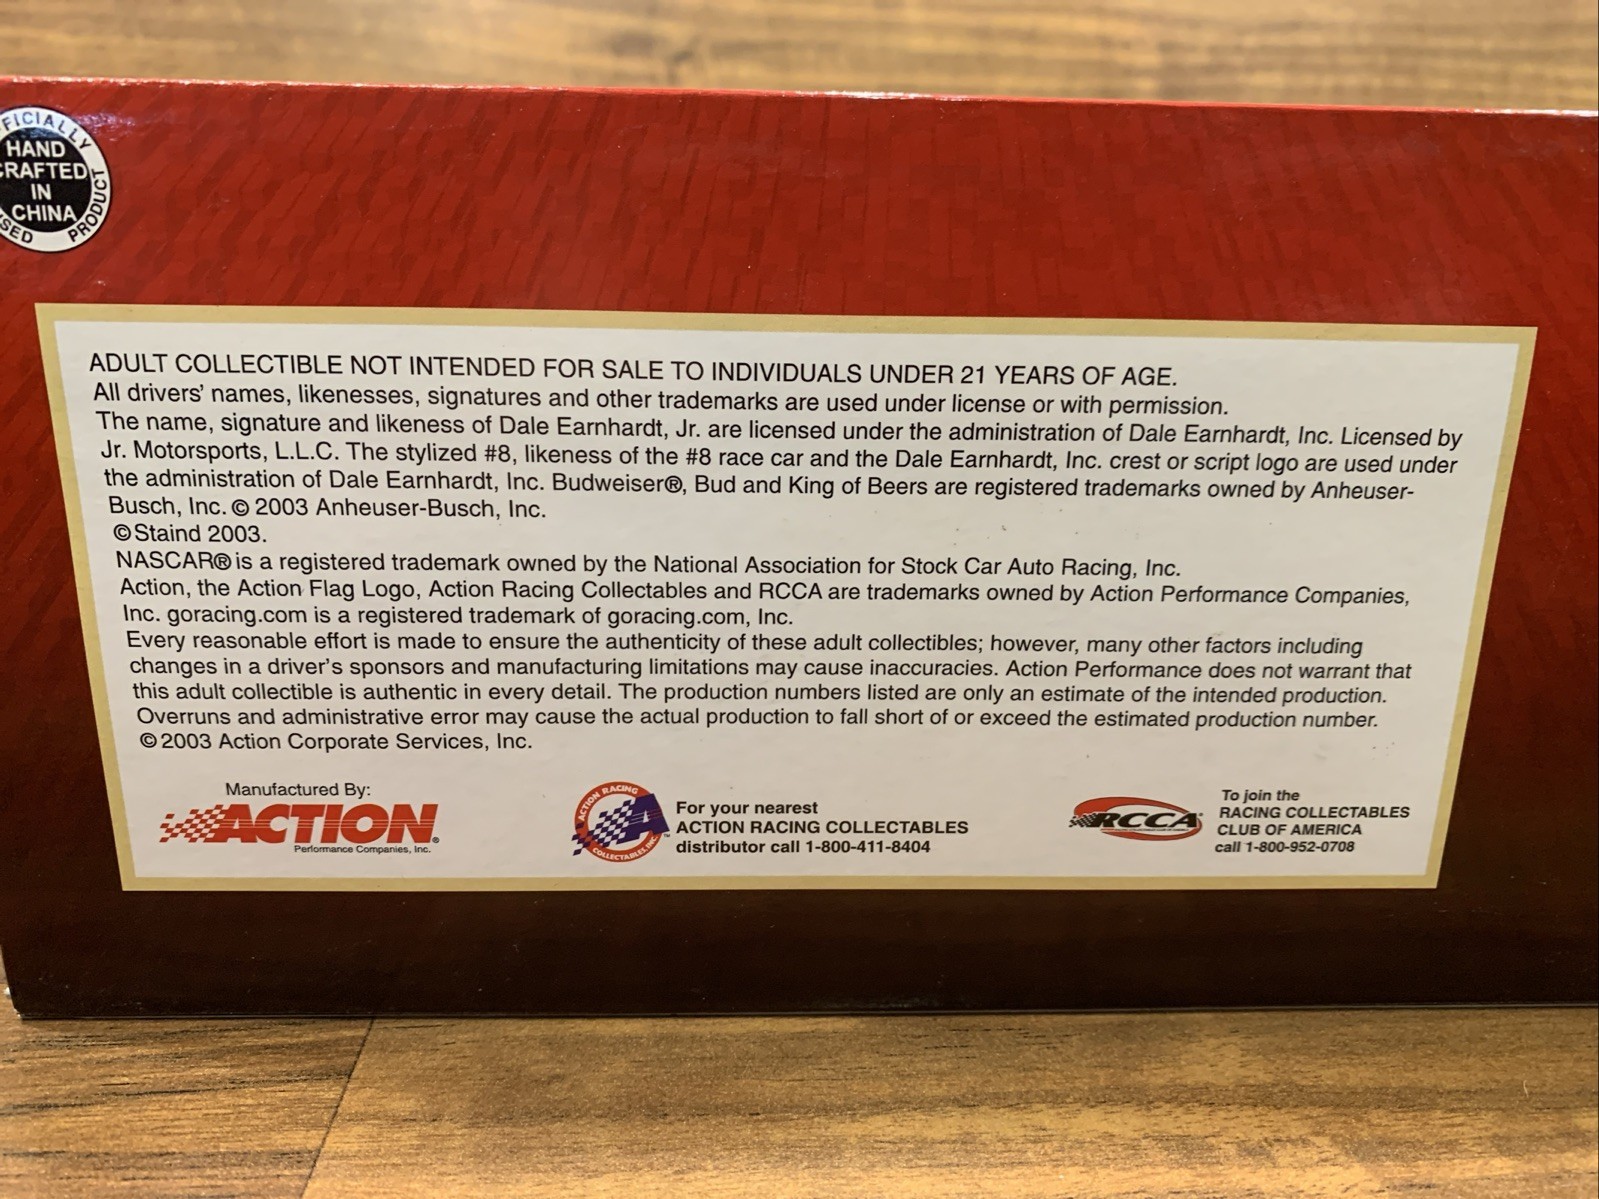 FICIALLY
HAND
CRAFTED
IN
CHINA
SED PRODUCT
ADULT COLLECTIBLE NOT INTENDED FOR SALE TO INDIVIDUALS UNDER 21 YEARS OF AGE.
All drivers' names, likenesses, signatures and other trademarks are used under license or with permission.
The name, signature and likeness of Dale Earnhardt, Jr. are licensed under the administration of Dale Earnhardt, Inc. Licensed by
Jr. Motorsports, L.L.C. The stylized #8, likeness of the #8 race car and the Dale Earnhardt, Inc. crest or script logo are used under
the administration of Dale Earnhardt, Inc. Budweiser®, Bud and King of Beers are registered trademarks owned by Anheuser-
Busch, Inc. © 2003 Anheuser-Busch, Inc.
©Staind 2003.
NASCAR® is a registered trademark owned by the National Association for Stock Car Auto Racing, Inc.
Action, the Action Flag Logo, Action Racing Collectables and RCCA are trademarks owned by Action Performance Companies,
Inc. goracing.com is a registered trademark of goracing.com, Inc.
Every reasonable effort is made to ensure the authenticity of these adult collectibles; however, many other factors including
changes in a driver's sponsors and manufacturing limitations may cause inaccuracies. Action Performance does not warrant that
this adult collectible is authentic in every detail. The production numbers listed are only an estimate of the intended production.
Overruns and administrative error may cause the actual production to fall short of or exceed the estimated production number.
© 2003 Action Corporate Services, Inc.
Manufactured By:
ACTION®
Performance Companies, Inc.
ACTION RACING
A
COLLECTABLES, INC.
™
For your nearest
ACTION RACING COLLECTABLES
distributor call 1-800-411-8404
RCCA
To join the
RACING COLLECTABLES
CLUB OF AMERICA
call 1-800-952-0708